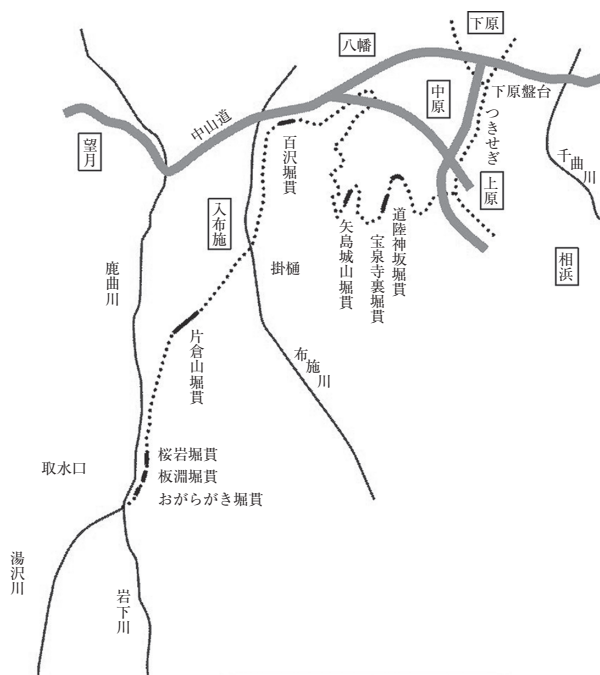 下原
八幡
下原盤台
中原
つきせぎ
中山道
望月
百沢堀貫
千曲川
上原
入布施
道陸神坂堀貫
矢島城山堀貫
宝泉寺裏堀貫
相浜
鹿曲川
掛樋
片倉山堀貫
布施川
桜岩堀貫
取水口
板淵堀貫
おがらがき堀貫
湯沢川
岩下川